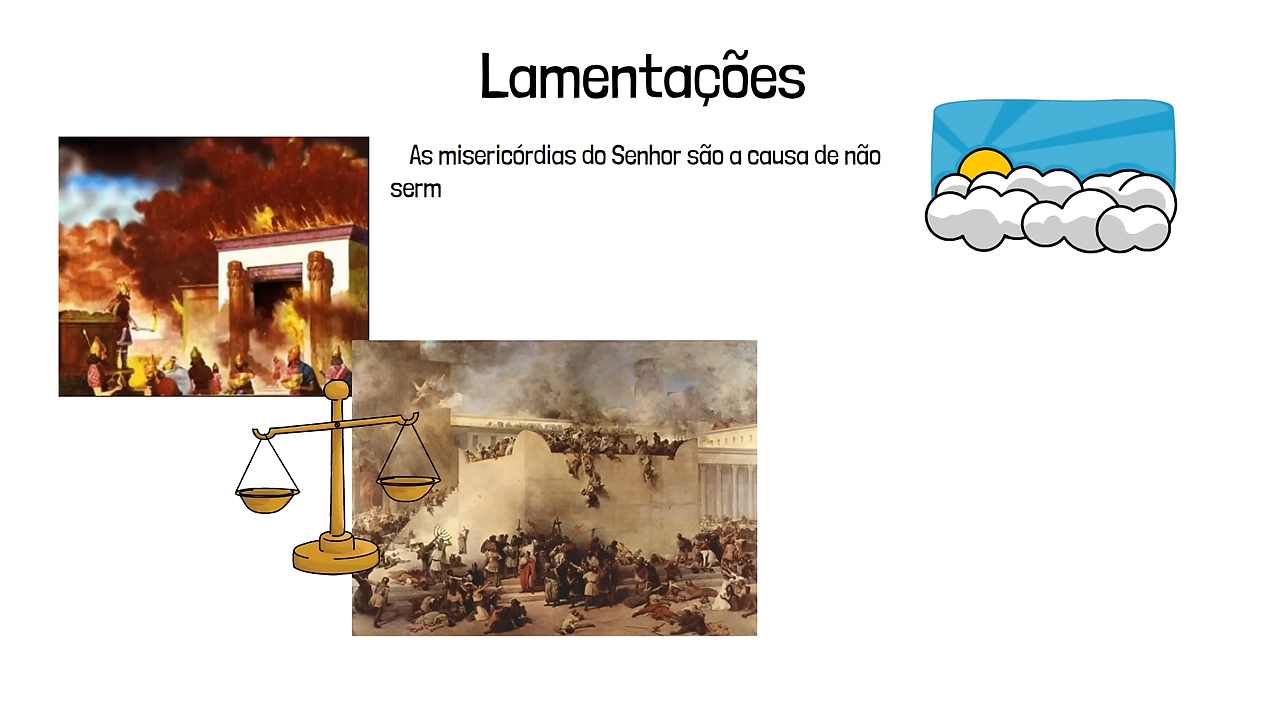 Lamentações
As misericórdias do Senhor são a causa de não
serm